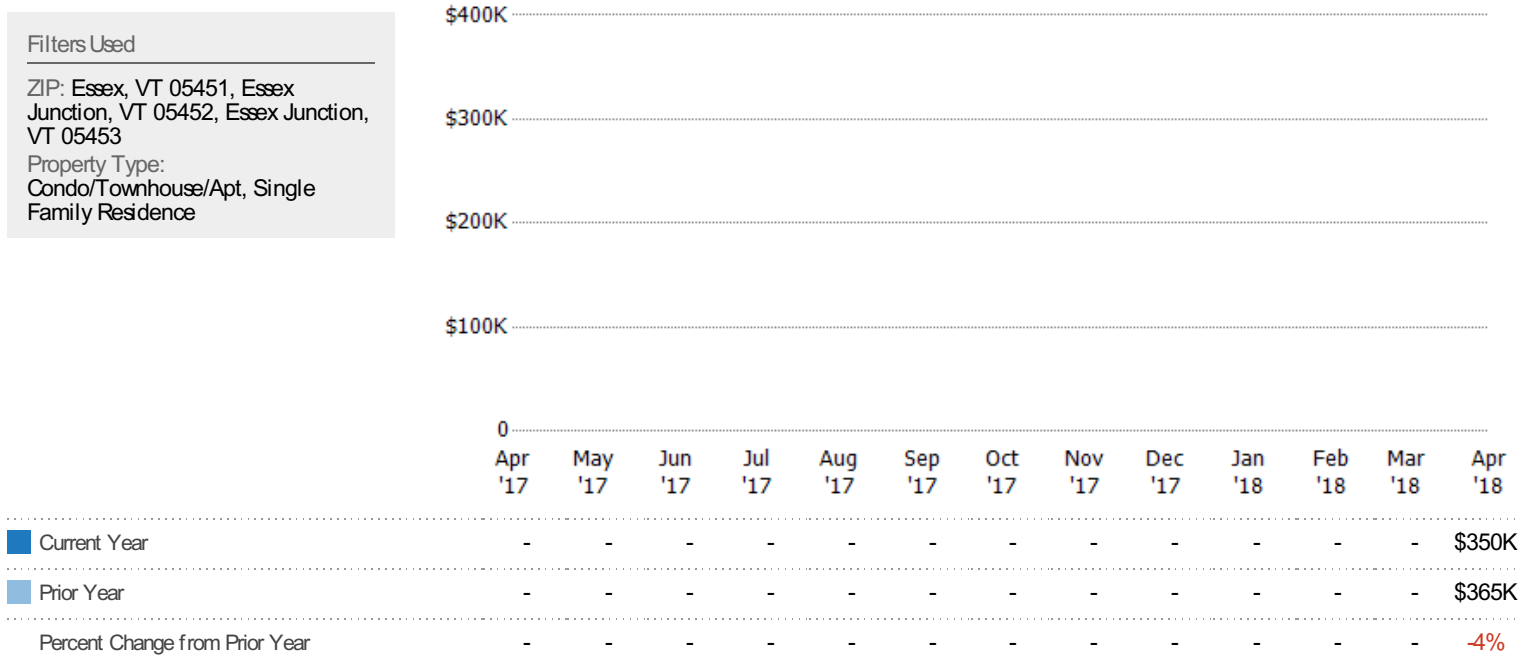 Filters Used
ZIP: Essex, VT 05451, Essex
Junction, VT 05452, Essex Junction,
VT 05453
Property Type:
Condo/Townhouse/Apt, Single
Family Residence
$400K
$300K
$200K
$100K
0
Apr May Jun Jul Aug Sep Oct Nov Dec Jan Feb Mar Apr
'17 '17 '17 '17 '17 '17 '17 '17 '17 '18 '18 '18 '18
Current Year - - - - - - - - - - - - $350K
Prior Year - - - - - - - - - - - - $365K
Percent Change from Prior Year - - - - - - - - - - - - -4%